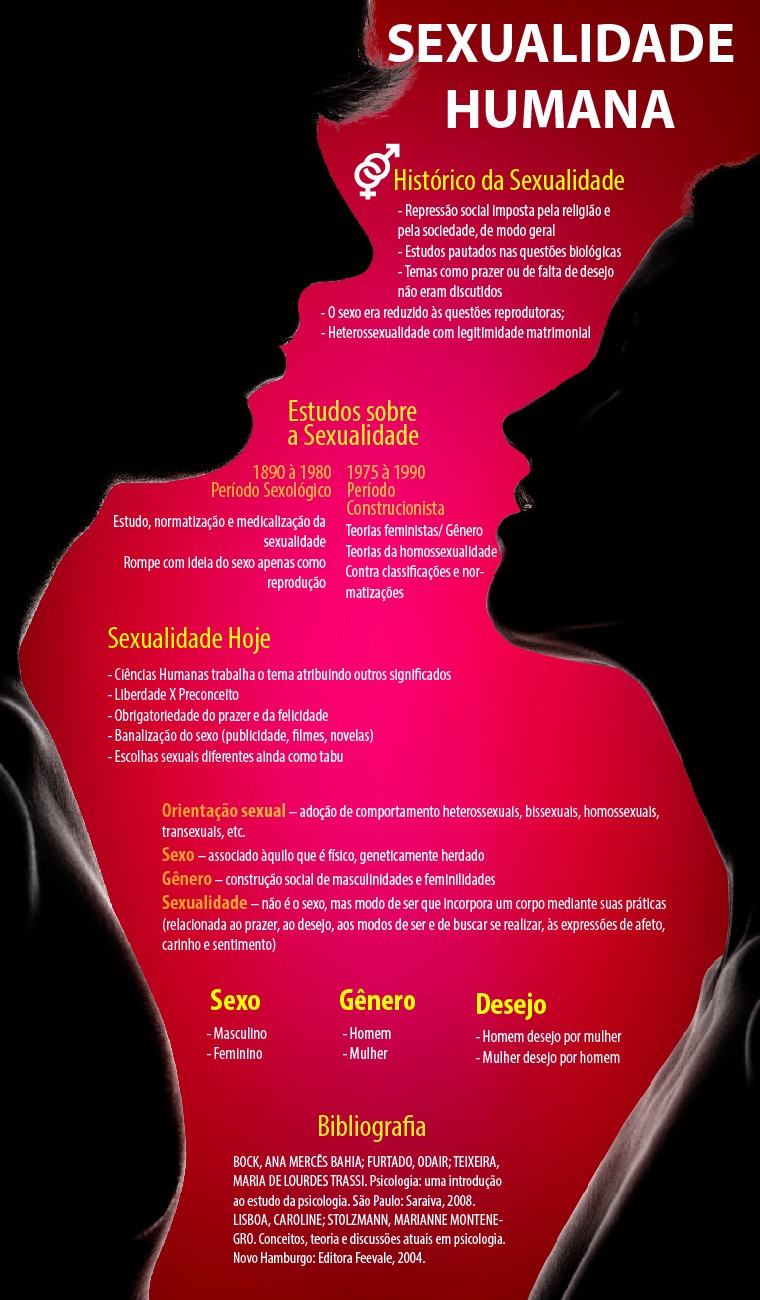 SEXUALIDADE
HUMANA
Histórico da Sexualidade
- Repressão social imposta pela religião e
pela sociedade, de modo geral
- Estudos pautados nas questões biológicas
- Temas como prazer ou de falta de desejo
não eram discutidos
- O sexo era reduzido às questões reprodutoras;
- Heterossexualidade com legitimidade matrimonial
Estudos sobre
a Sexualidade
1890 à 1980
Período Sexológico
Estudo, normatização e medicalização da
sexualidade
Rompe com ideia do sexo apenas como
reprodução
1975 à 1990
Período
Construcionista
Teorias feministas/ Gênero
Teorias da homossexualidade
Contra classificações e nor-
matizações
Sexualidade Hoje
- Ciências Humanas trabalha o tema atribuindo outros significados
- Liberdade X Preconceito
- Obrigatoriedade do prazer e da felicidade
- Banalização do sexo (publicidade, filmes, novelas)
- Escolhas sexuais diferentes ainda como tabu
Orientação sexual – adoção de comportamento heterossexuais, bissexuais, homossexuais,
transexuais, etc.
Sexo – associado àquilo que é físico, geneticamente herdado
Gênero – construção social de masculinidades e feminilidades
Sexualidade – não é o sexo, mas modo de ser que incorpora um corpo mediante suas práticas
(relacionada ao prazer, ao desejo, aos modos de ser e de buscar se realizar, às expressões de afeto,
carinho e sentimento)
Sexo
- Masculino
- Feminino
Gênero
- Homem
- Mulher
Desejo
- Homem desejo por mulher
- Mulher desejo por homem
Bibliografia
BOCK, ANA MERCÊS BAHIA; FURTADO, ODAIR; TEIXEIRA,
MARIA DE LOURDES TRASSI. Psicologia: uma introdução
ao estudo da psicologia. São Paulo: Saraiva, 2008.
LISBOA, CAROLINE; STOLZMANN, MARIANNE MONTENE-
GRO. Conceitos, teoria e discussões atuais em psicologia.
Novo Hamburgo: Editora Feevale, 2004.